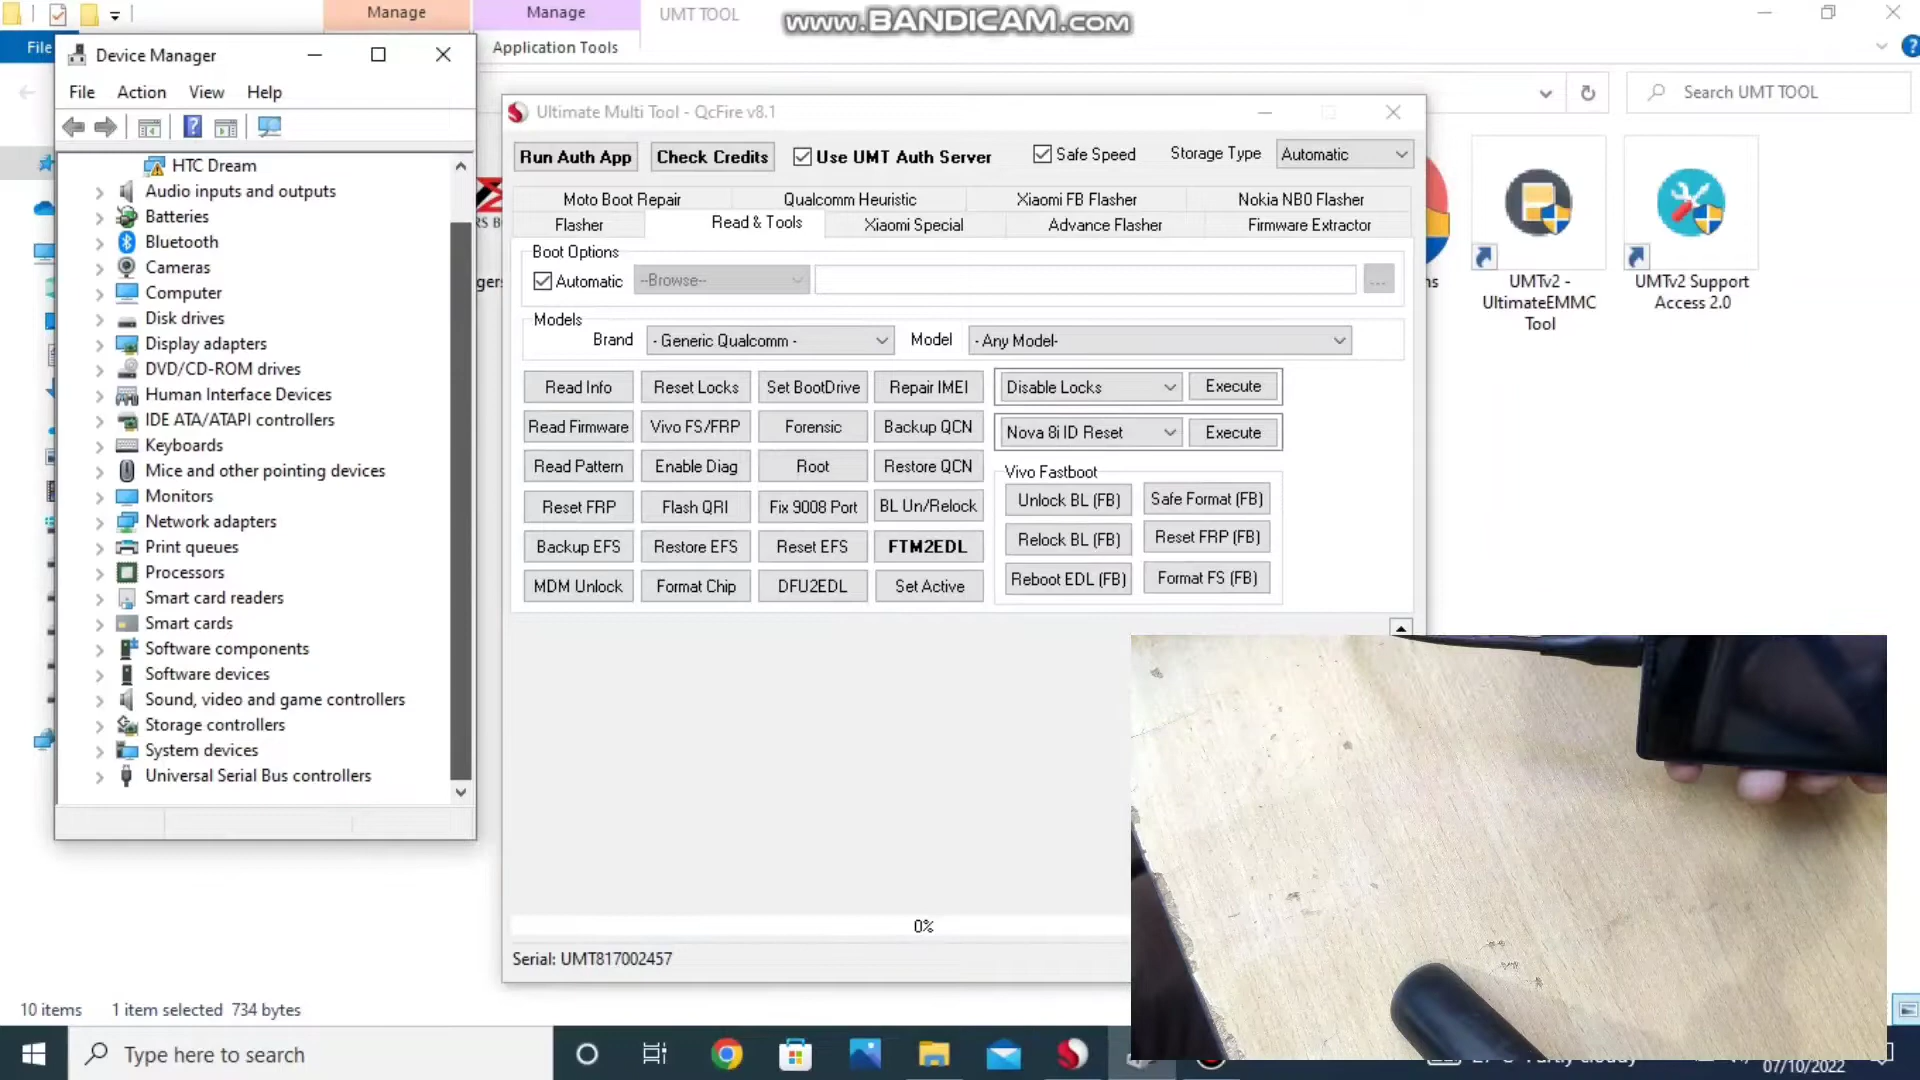 Manage
Manage
UMT TOOL
www.BANDICAM.com
File
Application Tools
Device Manager
File
Action
View
Help
Search UMT TOOL
HTC Dream
Audio inputs and outputs
Batteries
Bluetooth
Cameras
Computer
Disk drives
Display adapters
DVD/CD-ROM drives
Human Interface Devices
IDE ATA/ATAPI controllers
Keyboards
Mice and other pointing devices
Monitors
Network adapters
Print queues
Processors
Smart card readers
Smart cards
Software components
Software devices
Sound, video and game controllers
Storage controllers
System devices
Universal Serial Bus controllers
Ultimate Multi Tool - QcFire v8.1
Run Auth App
Check Credits
Use UMT Auth Server
Safe Speed
Storage Type
Automatic
Moto Boot Repair
Qualcomm Heuristic
Xiaomi FB Flasher
Nokia NB0 Flasher
Flasher
Read & Tools
Xiaomi Special
Advance Flasher
Firmware Extractor
Boot Options
Automatic
--Browse--
...
Models
Brand
- Generic Qualcomm -
Model
- Any Model-
Read Info
Reset Locks
Set BootDrive
Repair IMEI
Disable Locks
Execute
Read Firmware
Vivo FS/FRP
Forensic
Backup QCN
Nova 8i ID Reset
Execute
Read Pattern
Enable Diag
Root
Restore QCN
Vivo Fastboot
Reset FRP
Flash QRI
Fix 9008 Port
BL Un/Relock
Unlock BL (FB)
Safe Format (FB)
Backup EFS
Restore EFS
Reset EFS
FTM2EDL
Relock BL (FB)
Reset FRP (FB)
MDM Unlock
Format Chip
DFU2EDL
Set Active
Reboot EDL (FB)
Format FS (FB)
0%
Serial: UMT817002457
UMTv2 -
UltimateEMMC
Tool
UMTv2 Support
Access 2.0
10 items
1 item selected 734 bytes
Type here to search
07/10/2022